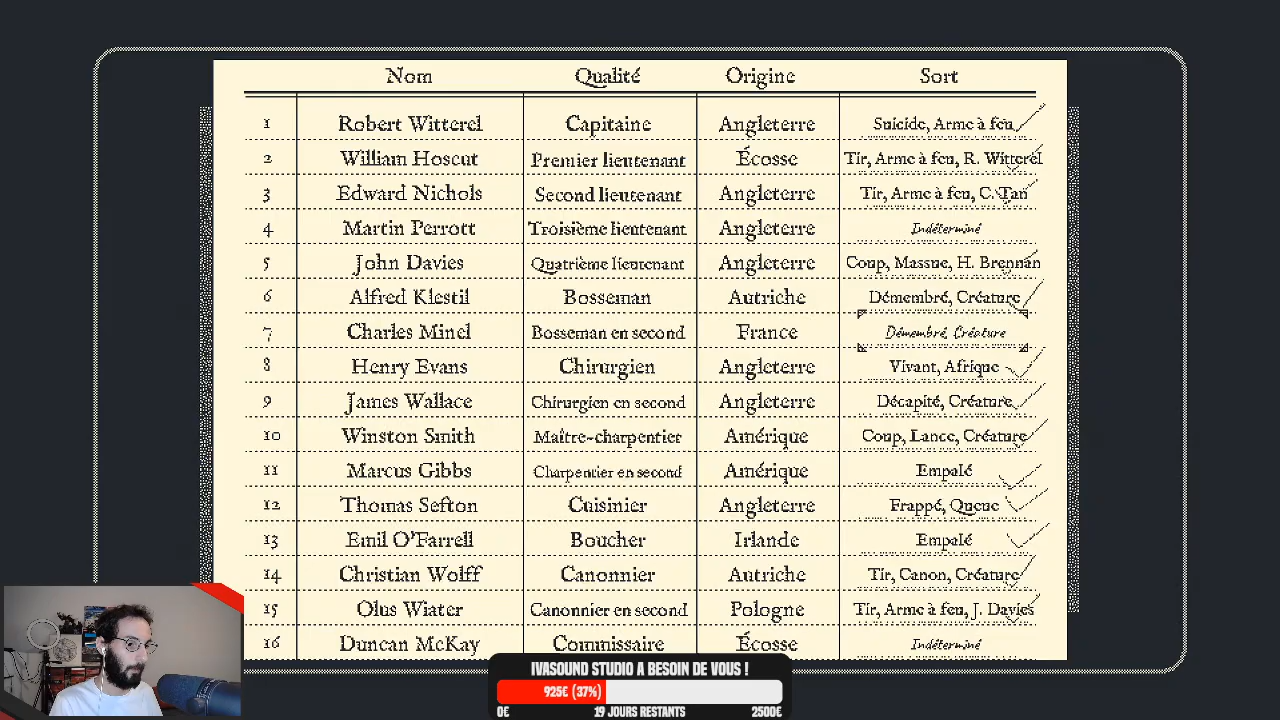 Nom Qualité Origine Sort
1 Robert Witterel Capitaine Angleterre Suicide, Arme à feu
2 William Hoscut Premier lieutenant Écosse Tir, Arme à feu, R. Witterel
3 Edward Nichols Second lieutenant Angleterre Tir, Arme à feu, C. Tan
4 Martin Perrott Troisième lieutenant Angleterre Indéterminé
5 John Davies Quatrième lieutenant Angleterre Coup, Massue, H. Brennan
6 Alfred Klestil Bosseman Autriche Démembré, Créature
7 Charles Minel Bosseman en second France Démembré, Créature
8 Henry Evans Chirurgien Angleterre Vivant, Afrique
9 James Wallace Chirurgien en second Angleterre Décapité, Créature
10 Winston Smith Maître-charpentier Amérique Coup, Lance, Créature
11 Marcus Gibbs Charpentier en second Amérique Empalé
12 Thomas Sefton Cuisinier Angleterre Frappé, Queue
13 Emil O'Farrell Boucher Irlande Empalé
14 Christian Wolff Canonnier Autriche Tir, Canon, Créature
15 Olus Wiater Canonnier en second Pologne Tir, Arme à feu, J. Davies
16 Duncan McKay Commissaire Écosse Indéterminé
IVASOUND STUDIO A BESOIN DE VOUS !
925€ (37%)
0€ 19 JOURS RESTANTS 2500€